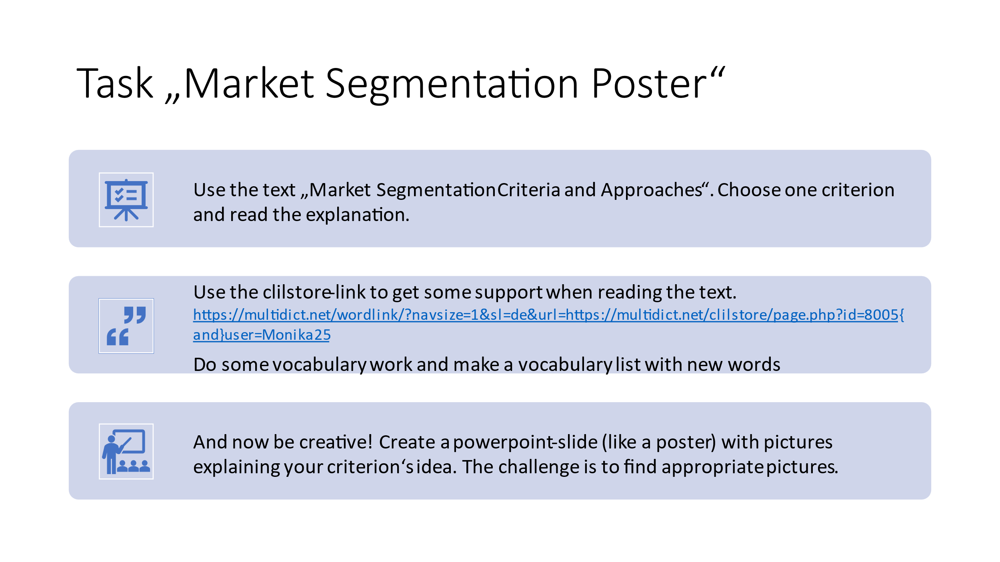 Task „Market Segmentation Poster“
Use the text „Market Segmentation Criteria and Approaches“. Choose one criterion
and read the explanation.
Use the clilstore-link to get some support when reading the text.
https://multidict.net/wordlink/?navsize=1&sl=de&url=https://multidict.net/clilstore/page.php?id=8005{
and}user=Monika25
Do some vocabulary work and make a vocabulary list with new words
And now be creative! Create a powerpoint-slide (like a poster) with pictures
explaining your criterion‘s idea. The challenge is to find appropriate pictures.